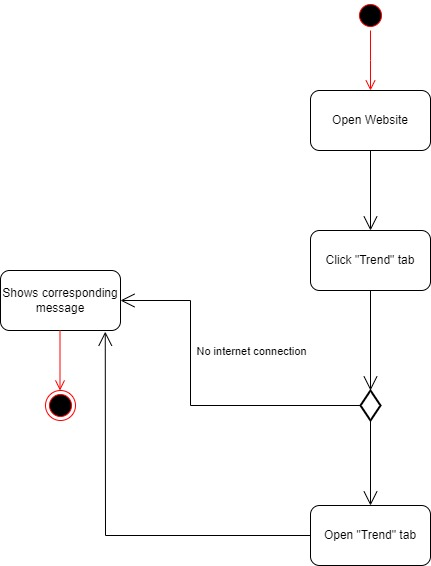 Open Website
Click "Trend" tab
Shows corresponding
message
No internet connection
Open "Trend" tab